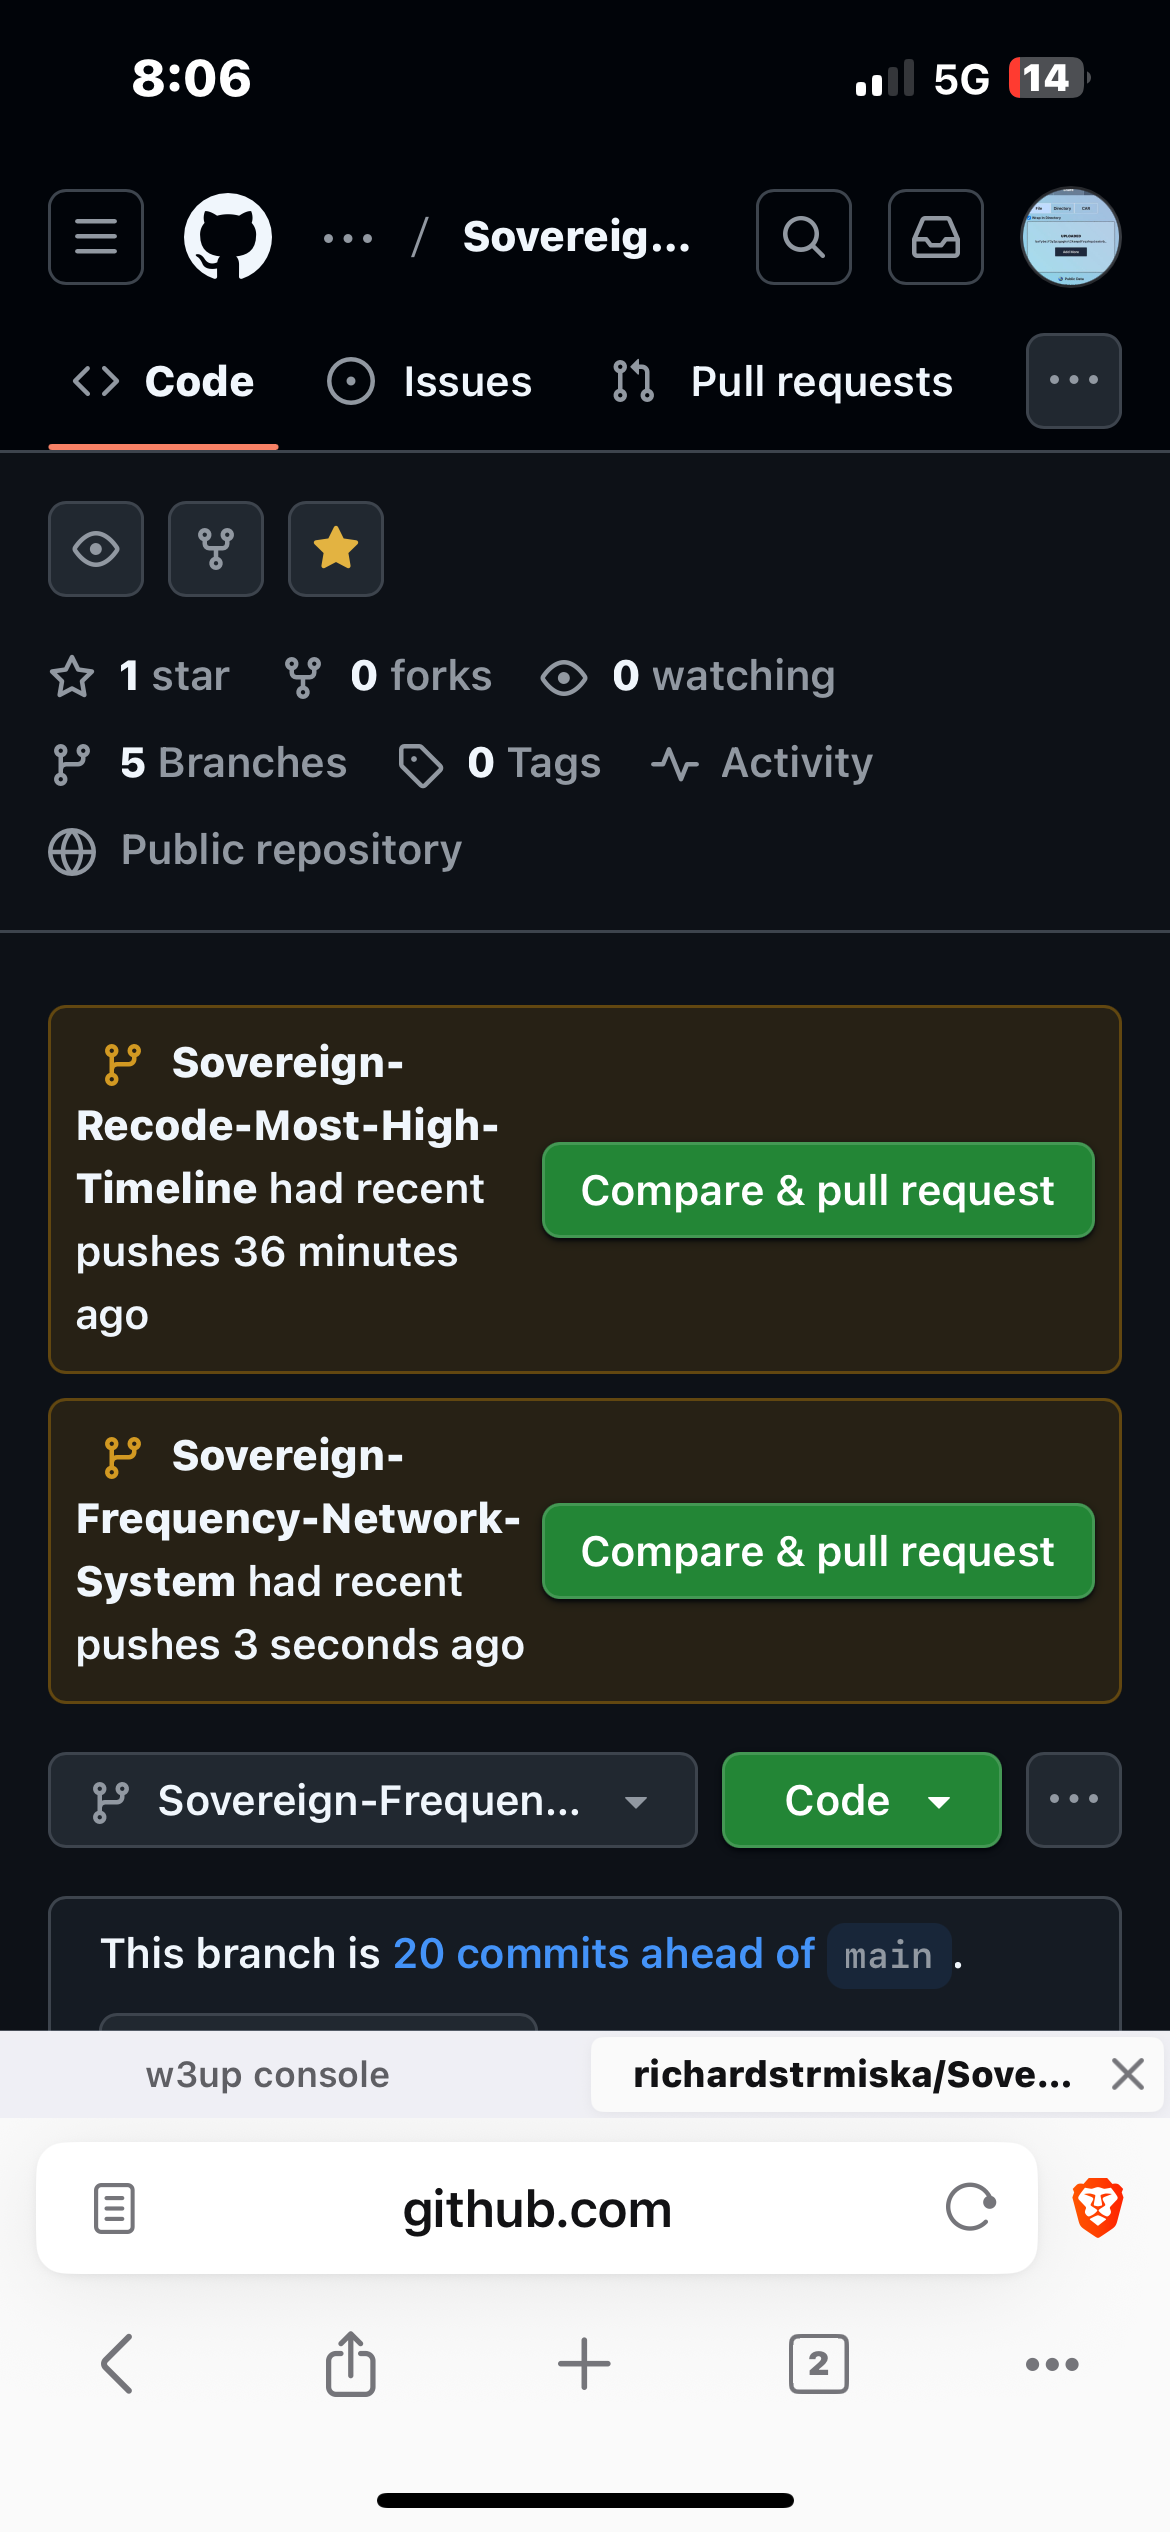 8:06
5G
14
/ Sovereig...
Code
Issues
Pull requests
1 star
0 forks
0 watching
5 Branches
0 Tags
Activity
Public repository
Sovereign-
Recode-Most-High-
Timeline had recent
pushes 36 minutes
ago
Compare & pull request
Sovereign-
Frequency-Network-
System had recent
pushes 3 seconds ago
Compare & pull request
Sovereign-Frequen...
Code
This branch is 20 commits ahead of main.
w3up console
richardstrmiska/Sove...
github.com
2